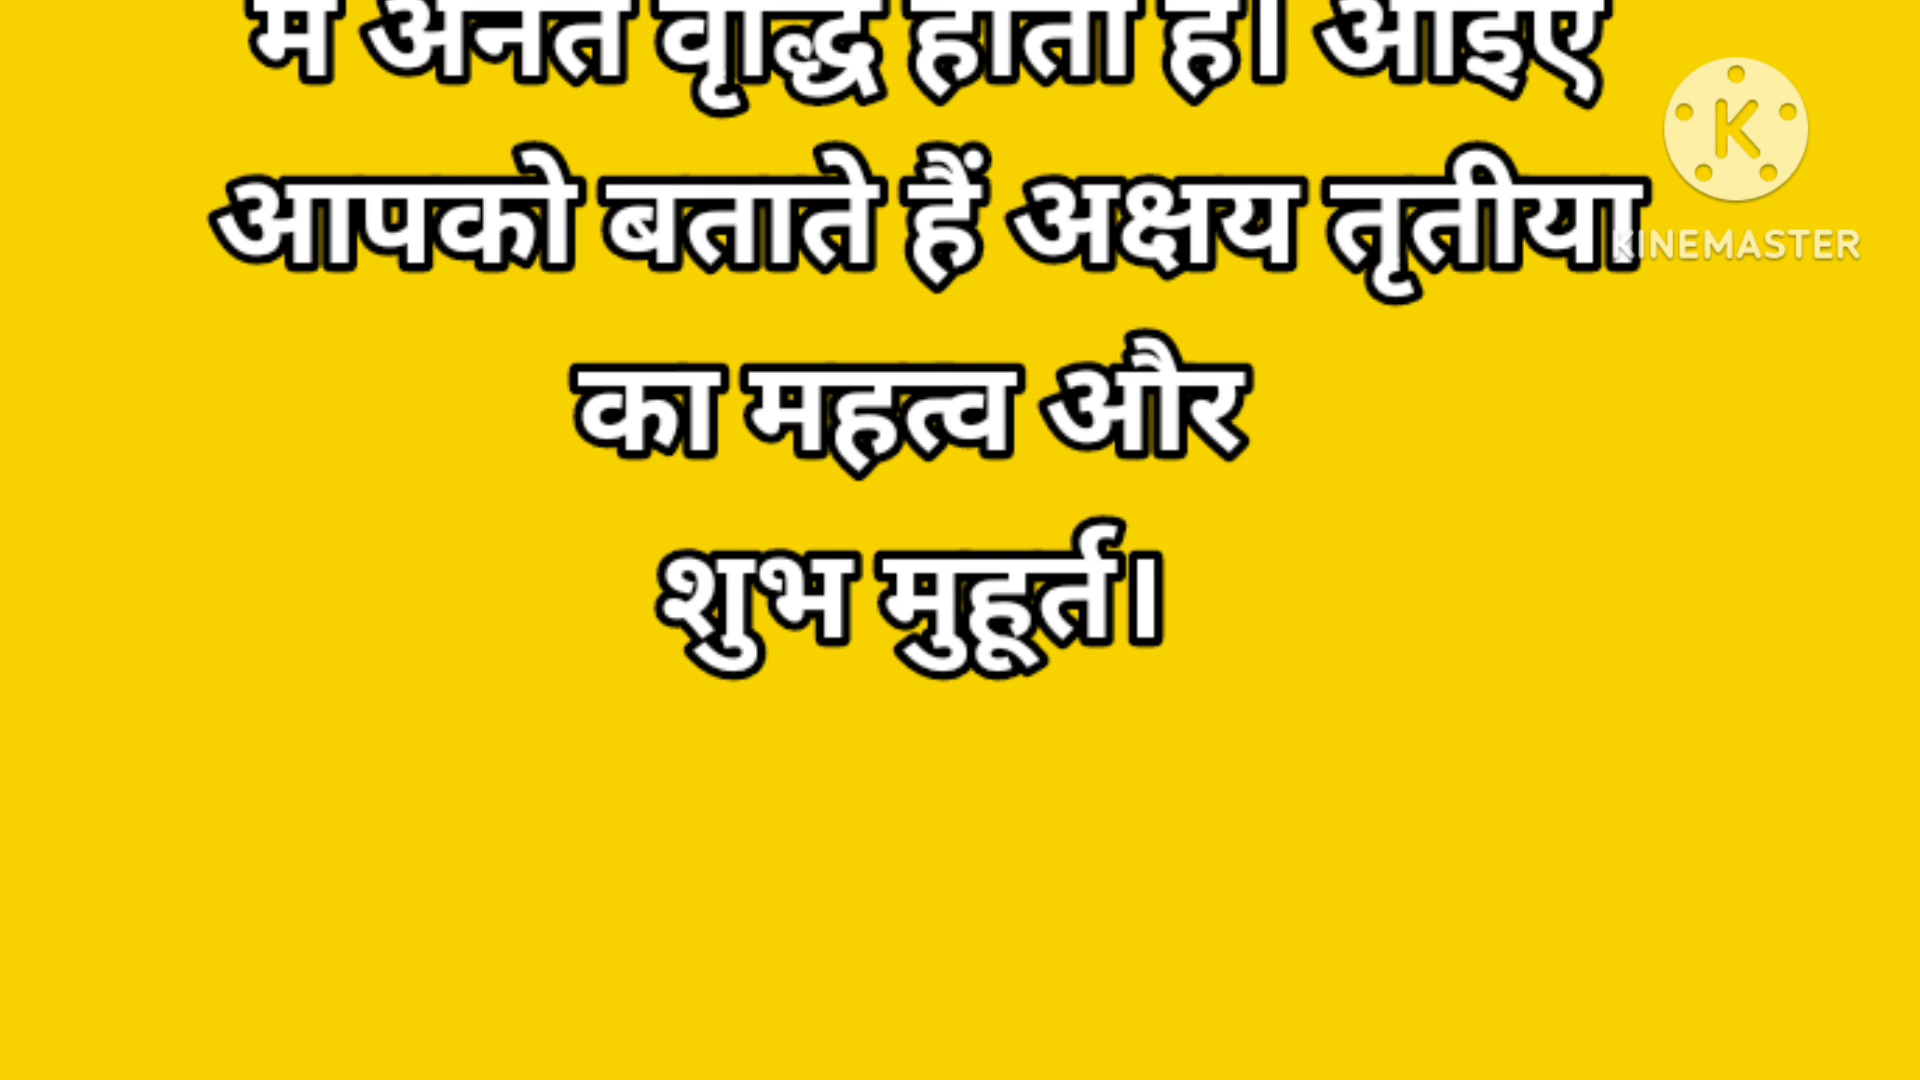 में अनंत वृद्धि होती है। आइए
आपको बताते हैं अक्षय तृतीया
का महत्व और
शुभ मुहूर्त।
K
KINEMASTER